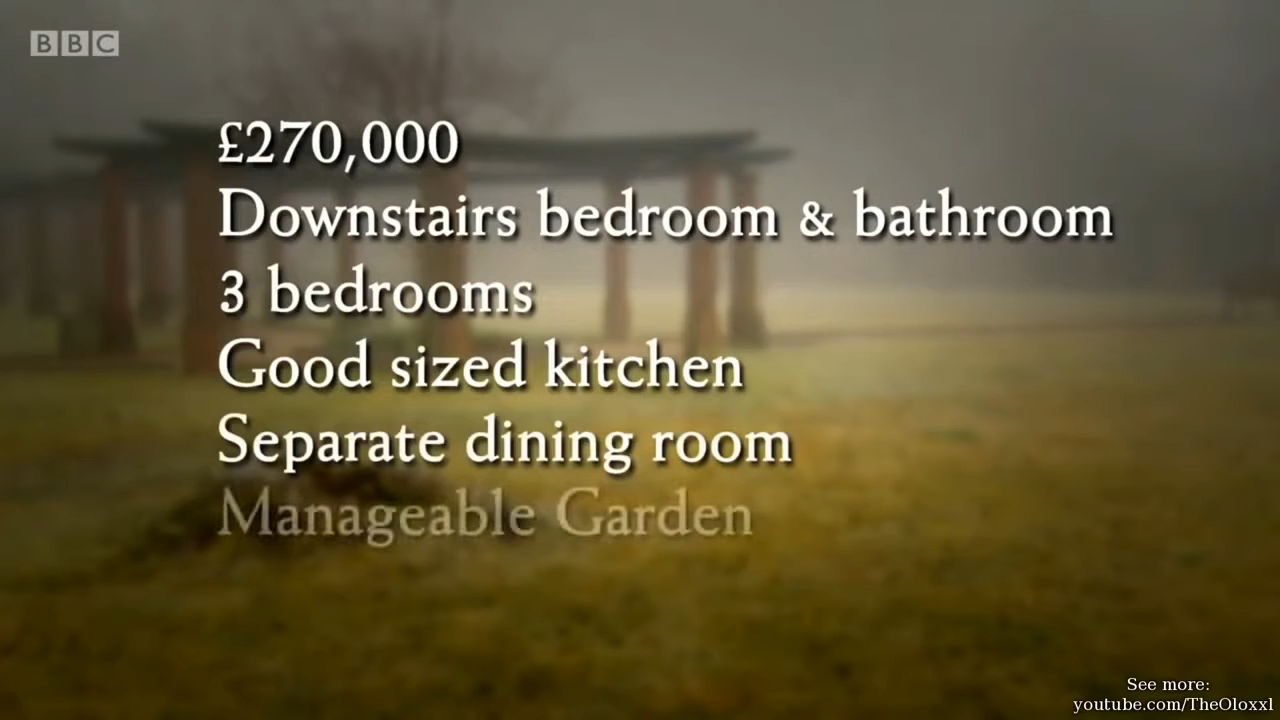 BBC
£270,000
Downstairs bedroom & bathroom
3 bedrooms
Good sized kitchen
Separate dining room
Manageable Garden
See more:
youtube.com/TheOloxxl